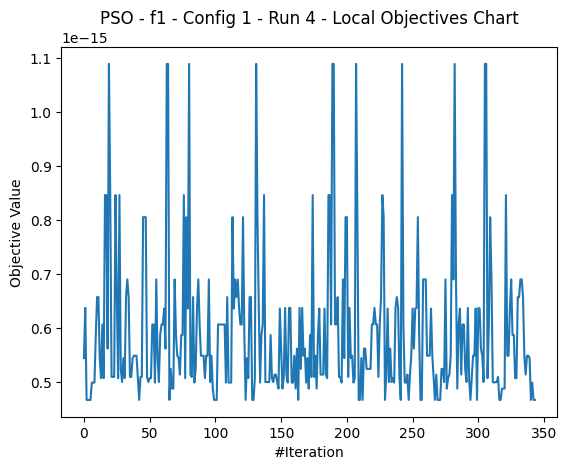 PSO - f1 - Config 1 - Run 4 - Local Objectives Chart
1e−15
1.1
1.0
0.9
0.8
0.7
0.6
0.5
Objective Value
0 50 100 150 200 250 300 350
#Iteration